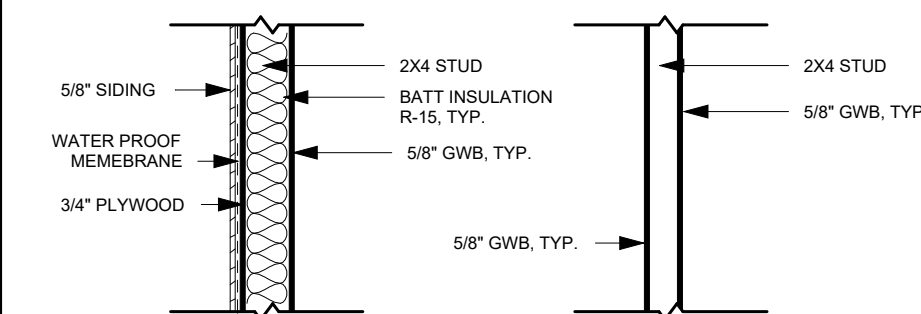 5/8" SIDING
WATER PROOF
MEMEBRANE
3/4" PLYWOOD
2X4 STUD
BATT INSULATION
R-15, TYP.
5/8" GWB, TYP.
5/8" GWB, TYP.
2X4 STUD
5/8" GWB, TYP